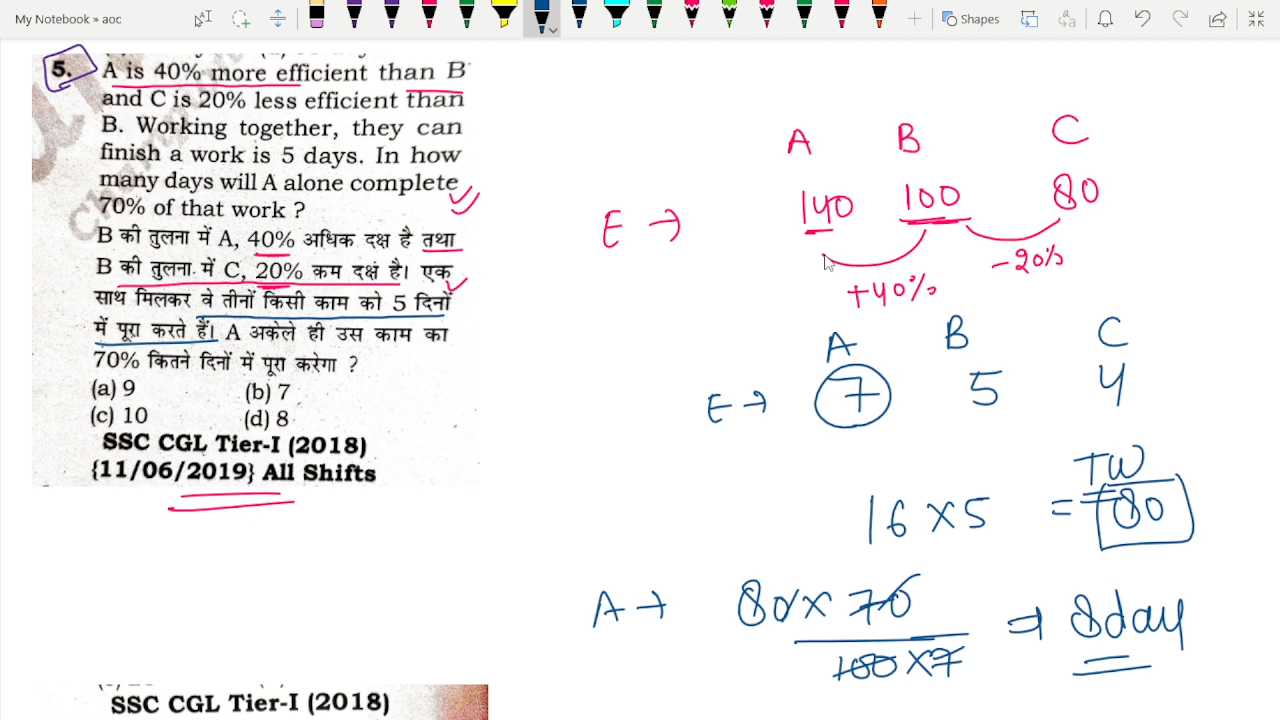 My Notebook » aoc
Shapes
5. A is 40% more efficient than B
and C is 20% less efficient than
B. Working together, they can
finish a work is 5 days. In how
many days will A alone complete
70% of that work ?
B की तुलना में A, 40% अधिक दक्ष है तथा
B की तुलना में C, 20% कम दक्षं है। एक
साथ मिलकर वे तीनों किसी काम को 5 दिनों
में पूरा करते हैं। A अकेले ही उस काम का
70% कितने दिनों में पूरा करेगा ?
(a) 9 (b) 7
(c) 10 (d) 8
SSC CGL Tier-I (2018)
{11/06/2019} All Shifts
SSC CGL Tier-I (2018)
A B C
E → 140 100 80
+40% -20%
A B C
E → 7 5 4
TW
16 × 5 = 80
A → 80 × 70
100 × 7
⇒ 8 day